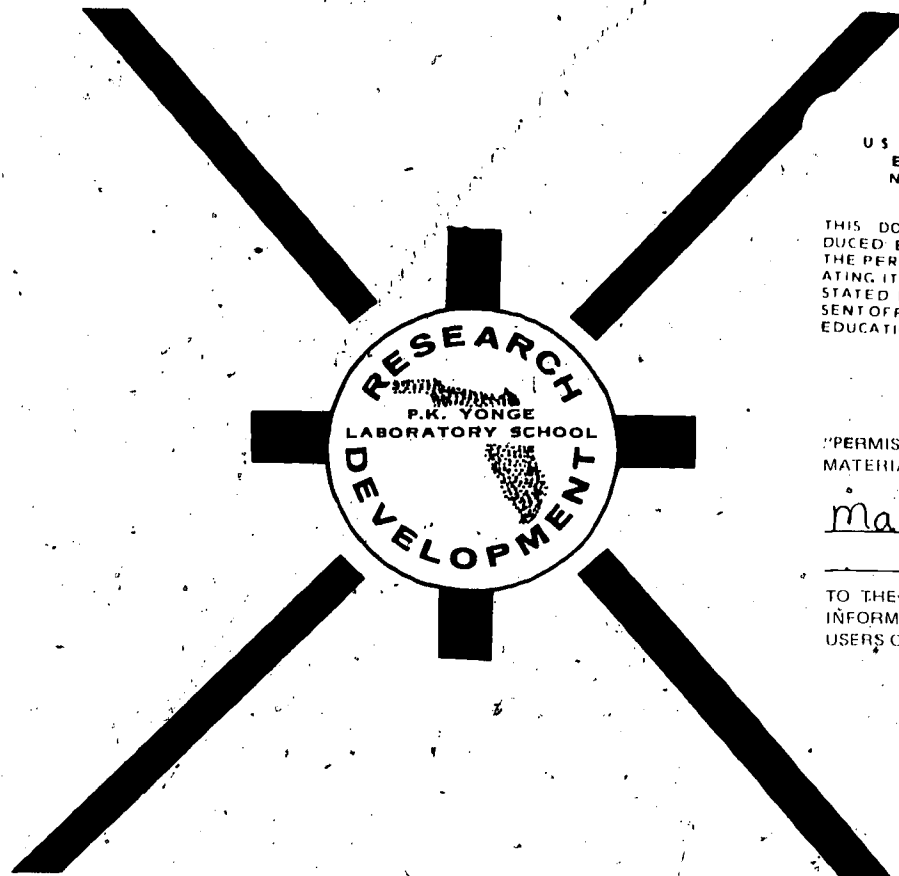 RESEARCH
P.K. YONGE
LABORATORY SCHOOL
DEVELOPMENT
U S
THIS DO
DUCED
THE PER
ATING IT
STATED
SENT OFF
EDUCATI
"PERMIS
MATERIA
Ma
TO THE
INFORM
USERS O